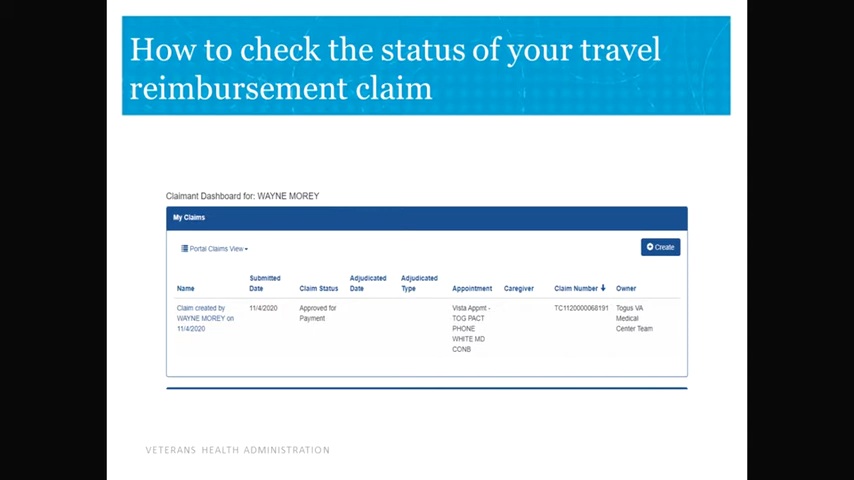 How to check the status of your travel
reimbursement claim
Claimant Dashboard for: WAYNE MOREY
My Claims
Portal Claims View
Create
Name
Submitted
Date
Claim Status
Adjudicated
Date
Adjudicated
Type
Appointment
Caregiver
Claim Number
Owner
Claim created by
WAYNE MOREY on
11/4/2020
11/4/2020
Approved for
Payment
Vista Appmt -
TOG PACT
PHONE
WHITE MD
CONB
TC1120000068191
Togus VA
Medical
Center Team
VETERANS HEALTH ADMINISTRATION